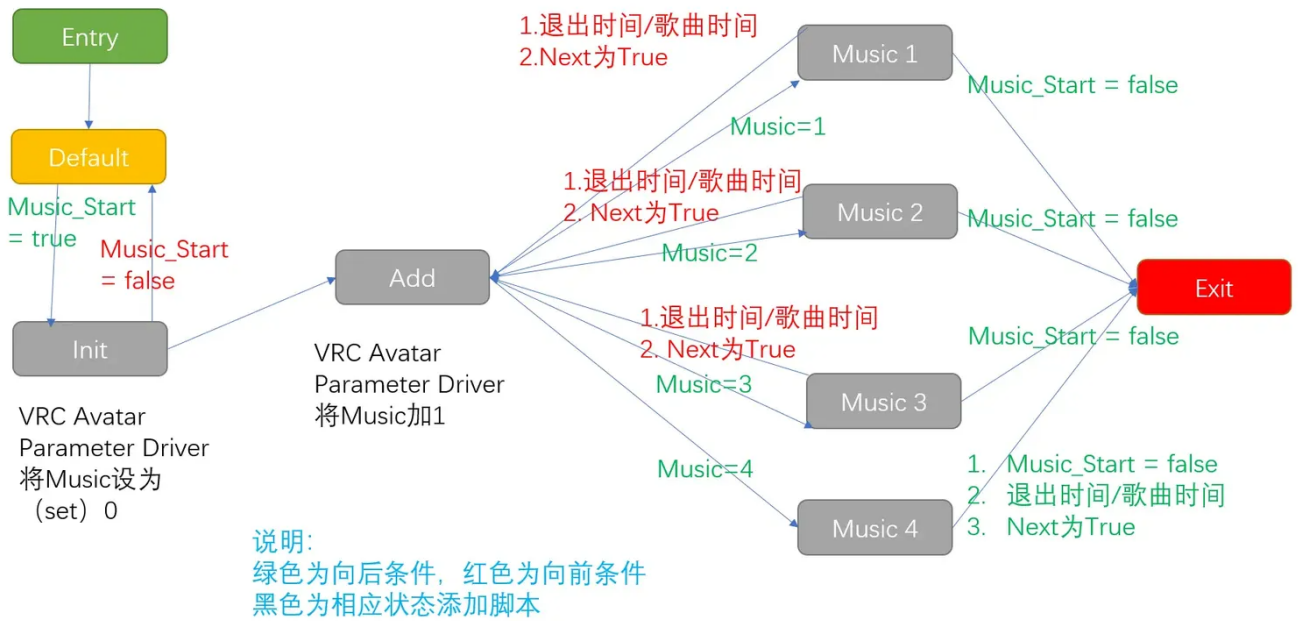 Entry
Default
Music_Start
= true
Music_Start
= false
Init
VRC Avatar
Parameter Driver
将Music设为
（set）0
Add
VRC Avatar
Parameter Driver
将Music加1
1.退出时间/歌曲时间
2.Next为True
Music=1
Music 1
Music_Start = false
1.退出时间/歌曲时间
2. Next为True
Music=2
Music 2
Music_Start = false
1.退出时间/歌曲时间
2. Next为True
Music=3
Music 3
Music_Start = false
Music=4
Music 4
1. Music_Start = false
2. 退出时间/歌曲时间
3. Next为True
Exit
说明:
绿色为向后条件，红色为向前条件
黑色为相应状态添加脚本